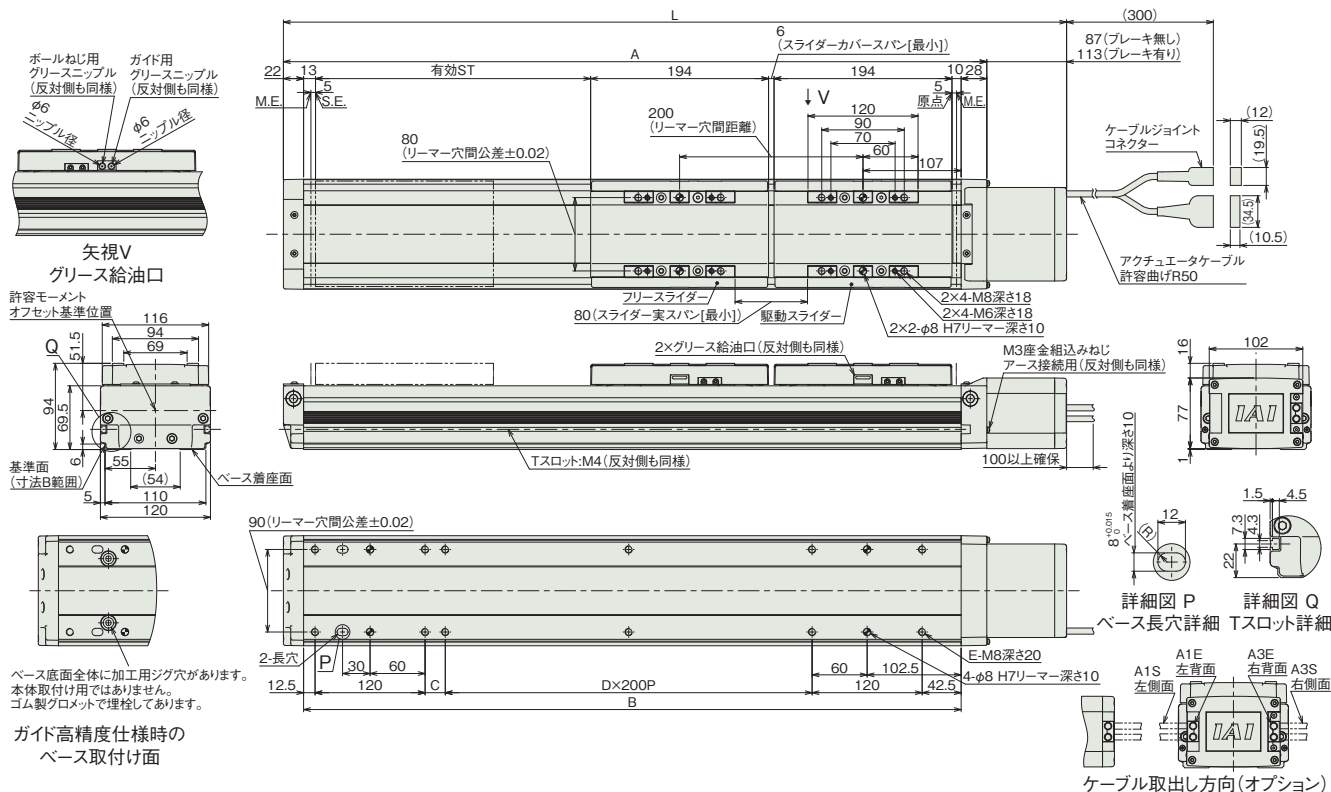 L
(300)
6
(スライダーカバースパン[最小])
87(ブレーキ無し)
113(ブレーキ有り)
A
22
13
有効ST
194
194
10
28
5
5
M.E.
S.E.
原点
M.E.
V
200
(リーマー穴間距離)
120
90
70
60
107
80
(リーマー穴間公差±0.02)
ケーブルジョイント
コネクター
(12)
(19.5)
(34.5)
(10.5)
アクチュエータケーブル
許容曲げR50
フリースライダー
80(スライダー実スパン[最小])
駆動スライダー
2×4-M8深さ18
2×4-M6深さ18
2×2-φ8 H7リーマー深さ10
ボールねじ用
グリースニップル
(反対側も同様)
ガイド用
グリースニップル
(反対側も同様)
φ6
ニップル径
φ6
ニップル径
矢視V
グリース給油口
許容モーメント
オフセット基準位置
116
94
69
Q
51.5
94
69.5
6
基準面
(寸法B範囲)
55
(54)
ベース着座面
5
110
120
2×グリース給油口(反対側も同様)
M3座金組込みねじ
アース接続用(反対側も同様)
Tスロット:M4(反対側も同様)
100以上確保
16
102
77
1
IAI
90(リーマー穴間公差±0.02)
2-長穴
P
30
60
12.5
120
C
D×200P
B
60
102.5
120
42.5
E-M8深さ20
4-φ8 H7リーマー深さ10
8 +0.015 0
ベース着座面より深さ10
12
(R)
詳細図 P
ベース長穴詳細
1.5
4.5
7.3
4.3
22
詳細図 Q
Tスロット詳細
ベース底面全体に加工用ジグ穴があります。
本体取付け用ではありません。
ゴム製グロメットで埋栓してあります。
ガイド高精度仕様時の
ベース取付け面
A1S
左側面
A1E
左背面
A3E
右背面
A3S
右側面
IAI
ケーブル取出し方向(オプション)